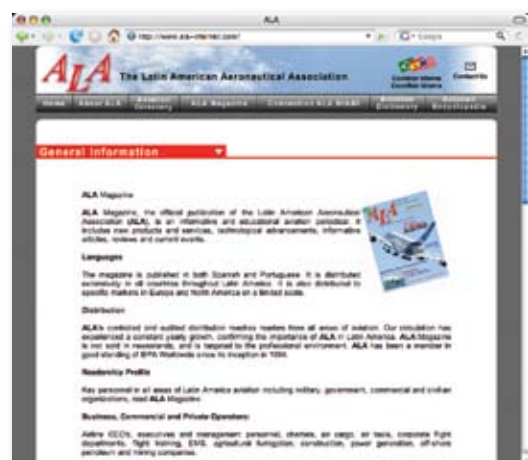 ALA
http://www.ala-internet.com/
Google
ALA The Latin American Aeronautical Association
Cambiar Idioma
Contact Us
Home About ALA Directory ALA Magazine Convention ALA Dictionary Encyclopedia
General Information
ALA Magazine
ALA Magazine, the official publication of the Latin American Aeronautical
Association (ALA), is an informative and educational aviation periodical. It
includes new products and services, technological advancements, informative
articles, reviews and current events.
Languages
The magazine is published in both Spanish and Portuguese. It is distributed
extensively in all countries throughout Latin America. It is also distributed to
specific markets in Europe and North America on a limited scale.
Distribution
ALA's controlled and audited distribution reaches readers from all areas of aviation. Our circulation has
experienced a constant yearly growth, confirming the importance of ALA in Latin America. ALA Magazine
is not sold in newsstands, and is targeted to the professional environment. ALA has been a member in
good standing of BPA Worldwide since its inception in 1994.
Readership Profile
Key personnel in all areas of Latin America aviation including military, government, commercial and civilian
organizations, read ALA Magazine.
Business, Commercial and Private Operators:
Airline CEO's, executives and management personnel, charters, air cargo, air taxis, corporate flight
departments, flight training, EMS, agricultural fumigation, construction, power generation, off-shore
petroleum and mining companies.